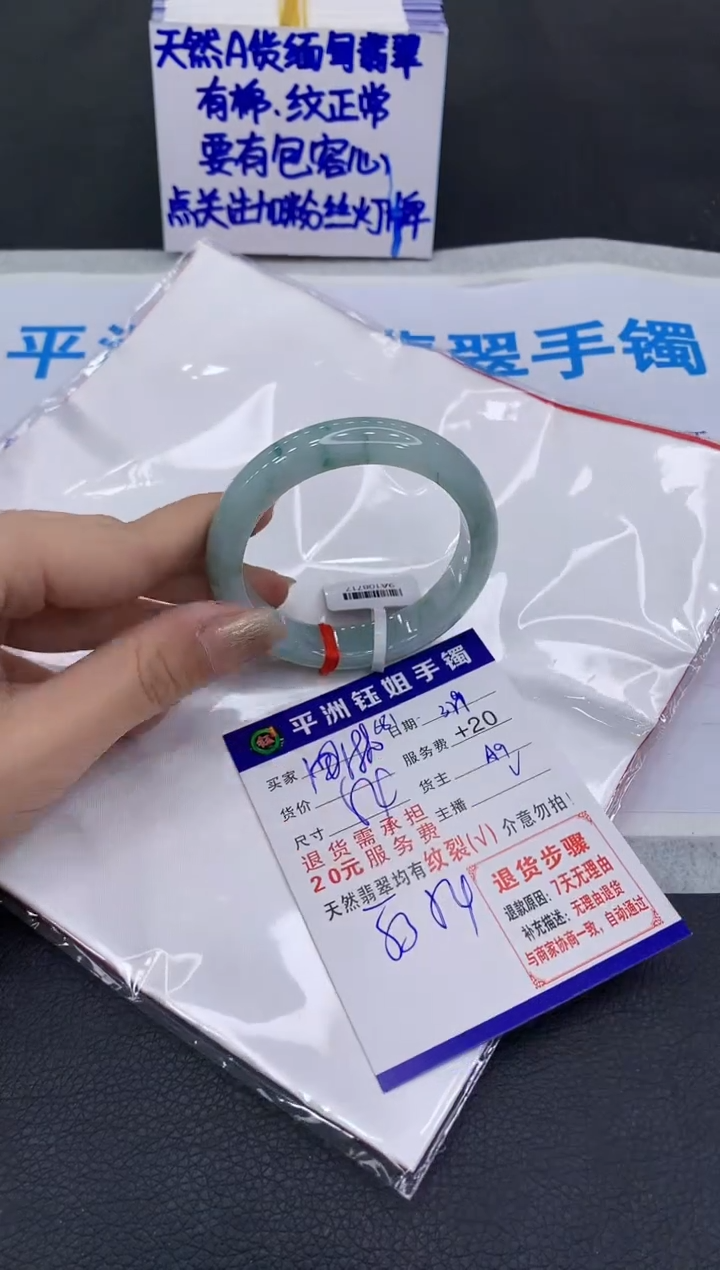 天然A货缅甸翡翠
有棉、纹正常
要有包容心
点关注加粉丝灯牌
平洲 翡翠手镯
9A108717
平洲钰姐手镯
买家 日期:
货价 服务费 +20
尺寸 货主 A9
主播
退货需承担
20元服务费
天然翡翠均有纹裂(√) 介意勿拍!
退货步骤
退款原因:7天无理由
补充描述:无理由退货
与商家协商一致,自动通过